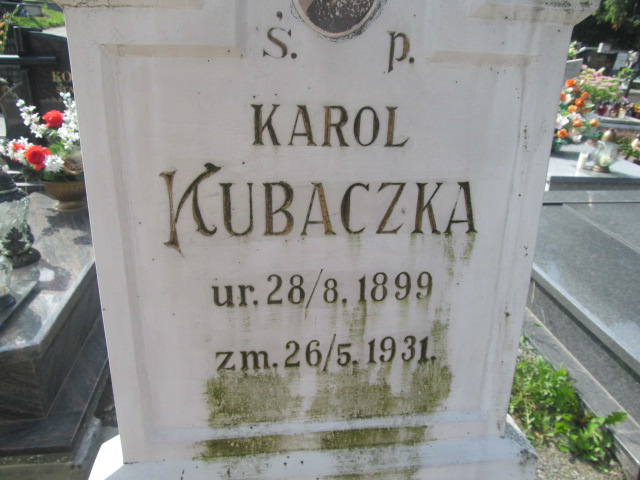 Ś. p.
KAROL
KUBACZKA
ur. 28/8. 1899
zm. 26/5. 1931.